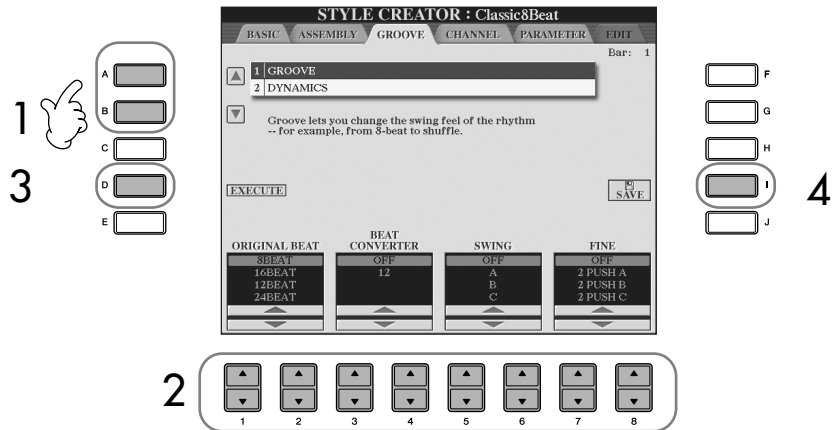 STYLE CREATOR : Classic8Beat
BASIC ASSEMBLY GROOVE CHANNEL PARAMETER EDIT
Bar: 1
1 GROOVE
2 DYNAMICS
Groove lets you change the swing feel of the rhythm
-- for example, from 8-beat to shuffle.
EXECUTE
SAVE
ORIGINAL BEAT
8BEAT
16BEAT
12BEAT
24BEAT
BEAT
CONVERTER
OFF
12
SWING
OFF
A
B
C
FINE
OFF
2 PUSH A
2 PUSH B
2 PUSH C
A
B
C
D
E
F
G
H
I
J
1
3
4
2
1 2 3 4 5 6 7 8